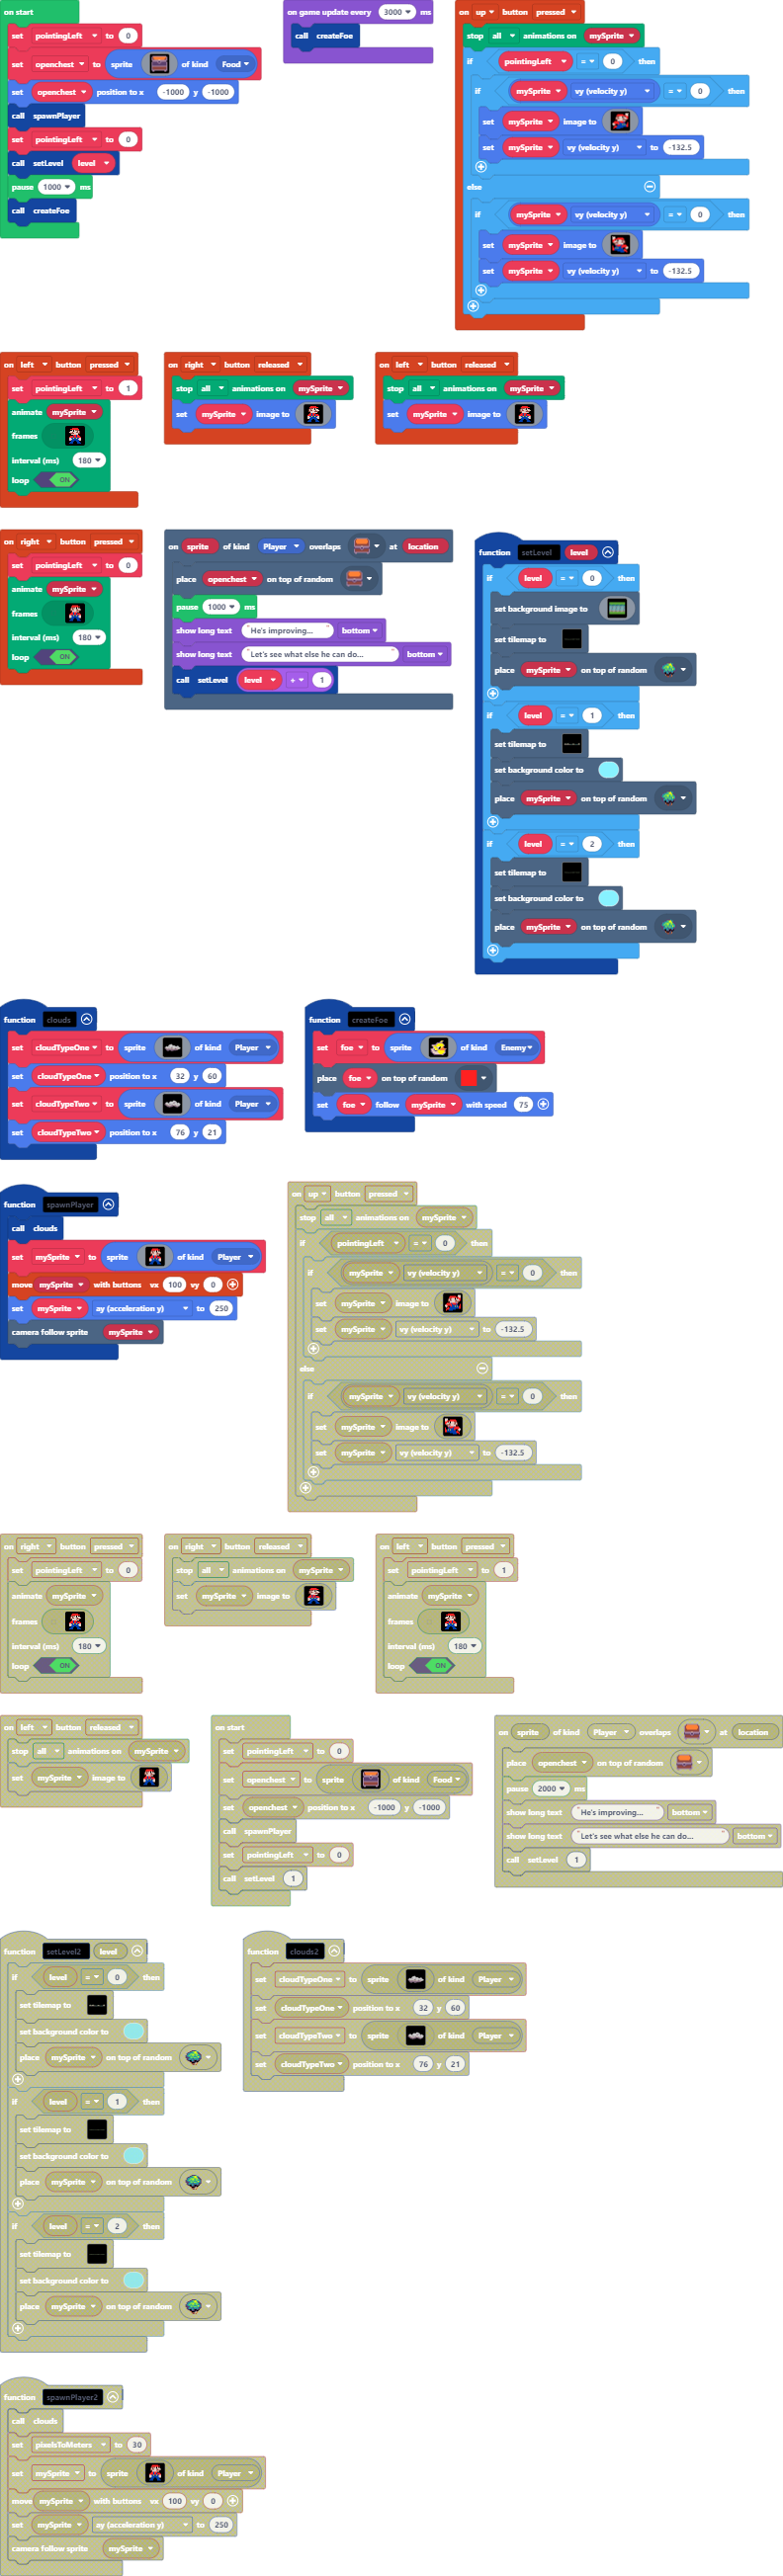 on start
set pointingLeft to 0
set openchest to sprite of kind Food
set openchest position to x -1000 y -1000
call spawnPlayer
set pointingLeft to 0
call setLevel level
pause 1000 ms
call createFoe
on game update every 3000 ms
call createFoe
on up button pressed
stop all animations on mySprite
if pointingLeft = 0 then
if mySprite vy (velocity y) = 0 then
set mySprite image to
set mySprite vy (velocity y) to -132.5
else
if mySprite vy (velocity y) = 0 then
set mySprite image to
set mySprite vy (velocity y) to -132.5
on left button pressed
set pointingLeft to 1
animate mySprite
frames
interval (ms) 180
loop ON
on right button released
stop all animations on mySprite
set mySprite image to
on left button released
stop all animations on mySprite
set mySprite image to
on right button pressed
set pointingLeft to 0
animate mySprite
frames
interval (ms) 180
loop ON
on sprite of kind Player overlaps at location
place openchest on top of random
pause 1000 ms
show long text "He's improving..." bottom
show long text "Let's see what else he can do..." bottom
call setLevel level + 1
function setLevel level
if level = 0 then
set background image to
set tilemap to
place mySprite on top of random
if level = 1 then
set tilemap to
set background color to
place mySprite on top of random
if level = 2 then
set tilemap to
set background color to
place mySprite on top of random
function clouds
set cloudTypeOne to sprite of kind Player
set cloudTypeOne position to x 32 y 60
set cloudTypeTwo to sprite of kind Player
set cloudTypeTwo position to x 76 y 21
function createFoe
set foe to sprite of kind Enemy
place foe on top of random
set foe follow mySprite with speed 75
function spawnPlayer
call clouds
set mySprite to sprite of kind Player
move mySprite with buttons vx 100 vy 0
set mySprite ay (acceleration y) to 250
camera follow sprite mySprite
on up button pressed
stop all animations on mySprite
if pointingLeft = 0 then
if mySprite vy (velocity y) = 0 then
set mySprite image to
set mySprite vy (velocity y) to -132.5
else
if mySprite vy (velocity y) = 0 then
set mySprite image to
set mySprite vy (velocity y) to -132.5
on right button pressed
set pointingLeft to 0
animate mySprite
frames
interval (ms) 180
loop ON
on right button released
stop all animations on mySprite
set mySprite image to
on left button pressed
set pointingLeft to 1
animate mySprite
frames
interval (ms) 180
loop ON
on left button released
stop all animations on mySprite
set mySprite image to
on start
set pointingLeft to 0
set openchest to sprite of kind Food
set openchest position to x -1000 y -1000
call spawnPlayer
set pointingLeft to 0
call setLevel 1
on sprite of kind Player overlaps at location
place openchest on top of random
pause 2000 ms
show long text "He's improving..." bottom
show long text "Let's see what else he can do..." bottom
call setLevel 1
function setLevel2 level
if level = 0 then
set tilemap to
set background color to
place mySprite on top of random
if level = 1 then
set tilemap to
set background color to
place mySprite on top of random
if level = 2 then
set tilemap to
set background color to
place mySprite on top of random
function clouds2
set cloudTypeOne to sprite of kind Player
set cloudTypeOne position to x 32 y 60
set cloudTypeTwo to sprite of kind Player
set cloudTypeTwo position to x 76 y 21
function spawnPlayer2
call clouds
set pixelsToMeters to 30
set mySprite to sprite of kind Player
move mySprite with buttons vx 100 vy 0
set mySprite ay (acceleration y) to 250
camera follow sprite mySprite